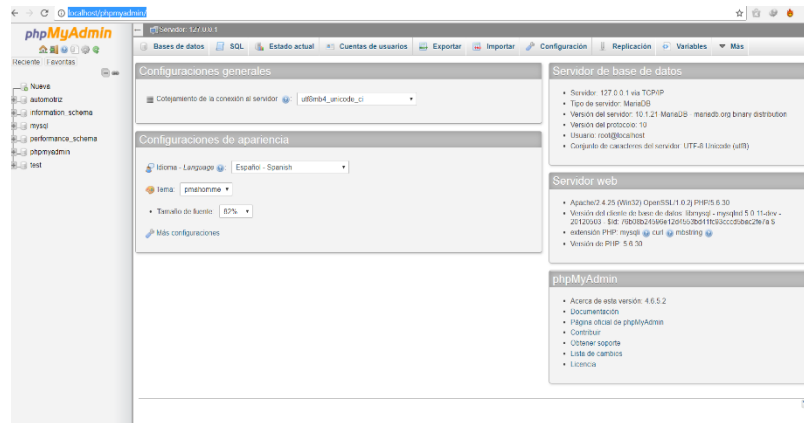 localhost/phpmyadmin/
phpMyAdmin
Reciente Favoritas
Nueva
automotriz
information_schema
mysql
performance_schema
phpmyadmin
test
Servidor: 127.0.0.1
Bases de datos SQL Estado actual Cuentas de usuarios Exportar Importar Configuración Replicación Variables Más
Configuraciones generales
Cotejamiento de la conexión al servidor utf8mb4_unicode_ci
Configuraciones de apariencia
Idioma - Language Español - Spanish
Tema: pmahomme
Tamaño de fuente: 82%
Más configuraciones
Servidor de base de datos
Servidor: 127.0.0.1 via TCP/IP
Tipo de servidor: MariaDB
Versión del servidor: 10.1.21-MariaDB - mariadb.org binary distribution
Versión del protocolo: 10
Usuario: root@localhost
Conjunto de caracteres del servidor: UTF-8 Unicode (utf8)
Servidor web
Apache/2.4.25 (Win32) OpenSSL/1.0.2j PHP/5.6.30
Versión del cliente de base de datos: libmysql - mysqlnd 5.0.11-dev -
20120503 - $Id:
extensión PHP: mysqli curl mbstring
Versión de PHP: 5.6.30
phpMyAdmin
Acerca de esta versión: 4.6.5.2
Documentación
Página oficial de phpMyAdmin
Contribuir
Obtener soporte
Lista de cambios
Licencia